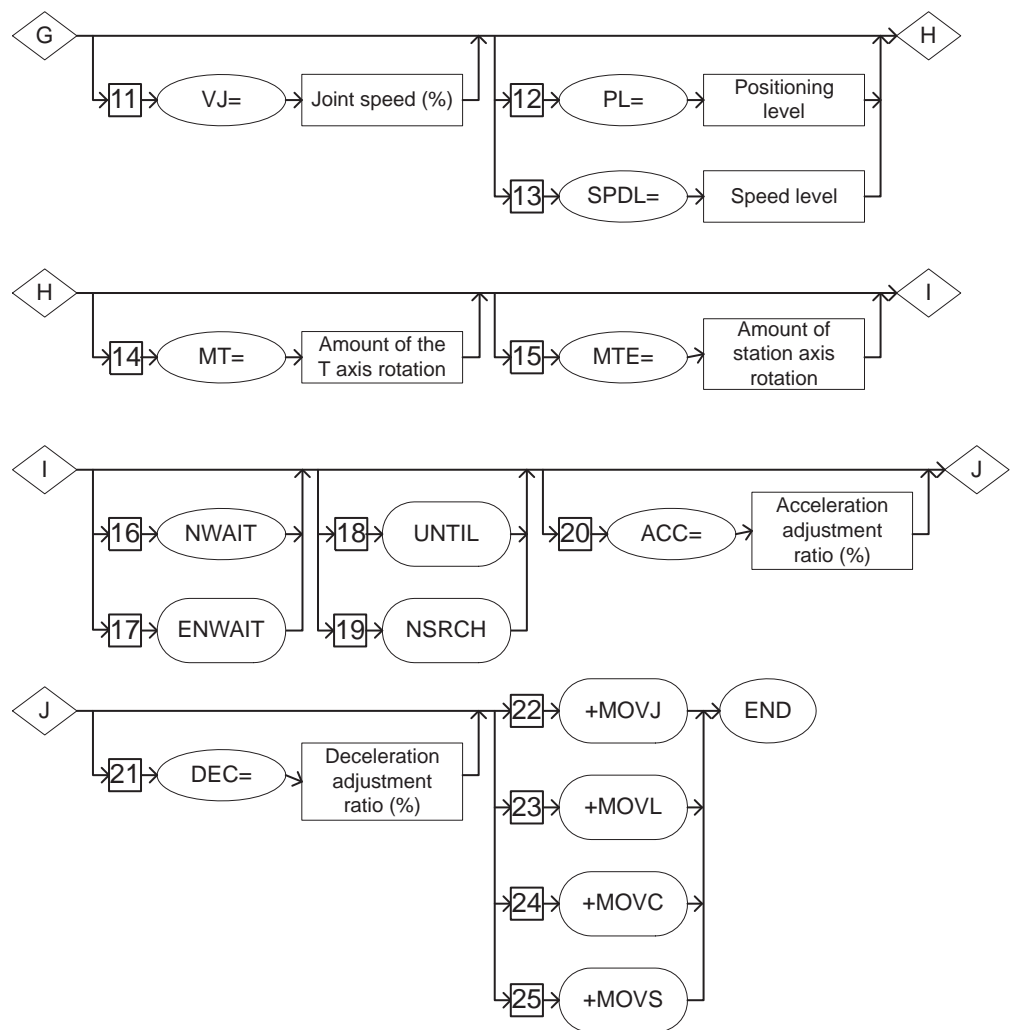 G
H
11
VJ=
Joint speed (%)
12
PL=
Positioning
level
13
SPDL=
Speed level
H
I
14
MT=
Amount of the
T axis rotation
15
MTE=
Amount of
station axis
rotation
I
J
16
NWAIT
18
UNTIL
20
ACC=
Acceleration
adjustment
ratio (%)
17
ENWAIT
19
NSRCH
J
22
+MOVJ
END
21
DEC=
Deceleration
adjustment
ratio (%)
23
+MOVL
24
+MOVC
25
+MOVS